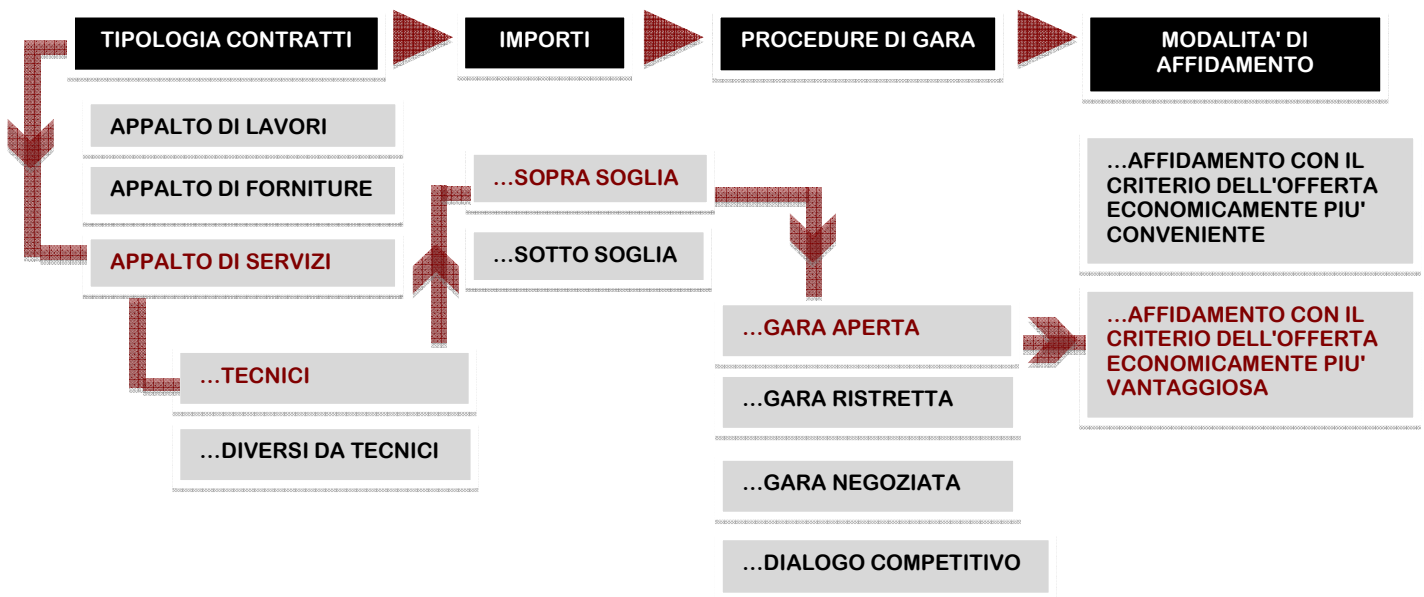 TIPOLOGIA CONTRATTI
IMPORTI
PROCEDURE DI GARA
MODALITA' DI
AFFIDAMENTO
APPALTO DI LAVORI
APPALTO DI FORNITURE
APPALTO DI SERVIZI
…TECNICI
…DIVERSI DA TECNICI
…SOPRA SOGLIA
…SOTTO SOGLIA
…GARA APERTA
…GARA RISTRETTA
…GARA NEGOZIATA
…DIALOGO COMPETITIVO
…AFFIDAMENTO CON IL
CRITERIO DELL'OFFERTA
ECONOMICAMENTE PIU'
CONVENIENTE
…AFFIDAMENTO CON IL
CRITERIO DELL'OFFERTA
ECONOMICAMENTE PIU'
VANTAGGIOSA